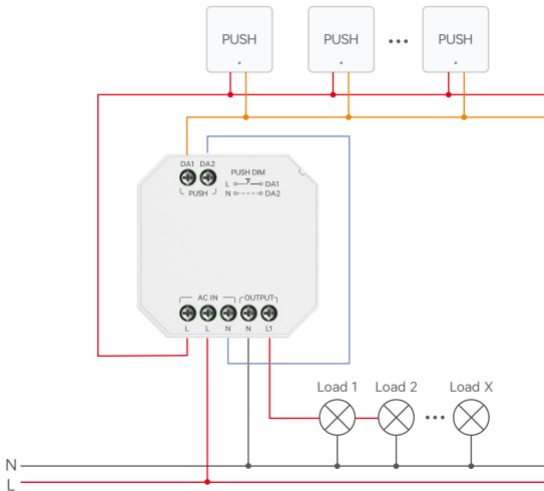 PUSH PUSH ••• PUSH
DA1 DA2
PUSH
PUSH DIM
L DA1
N DA2
AC IN OUTPUT
L L N N L1
Load 1 Load 2 ••• Load X
N
L